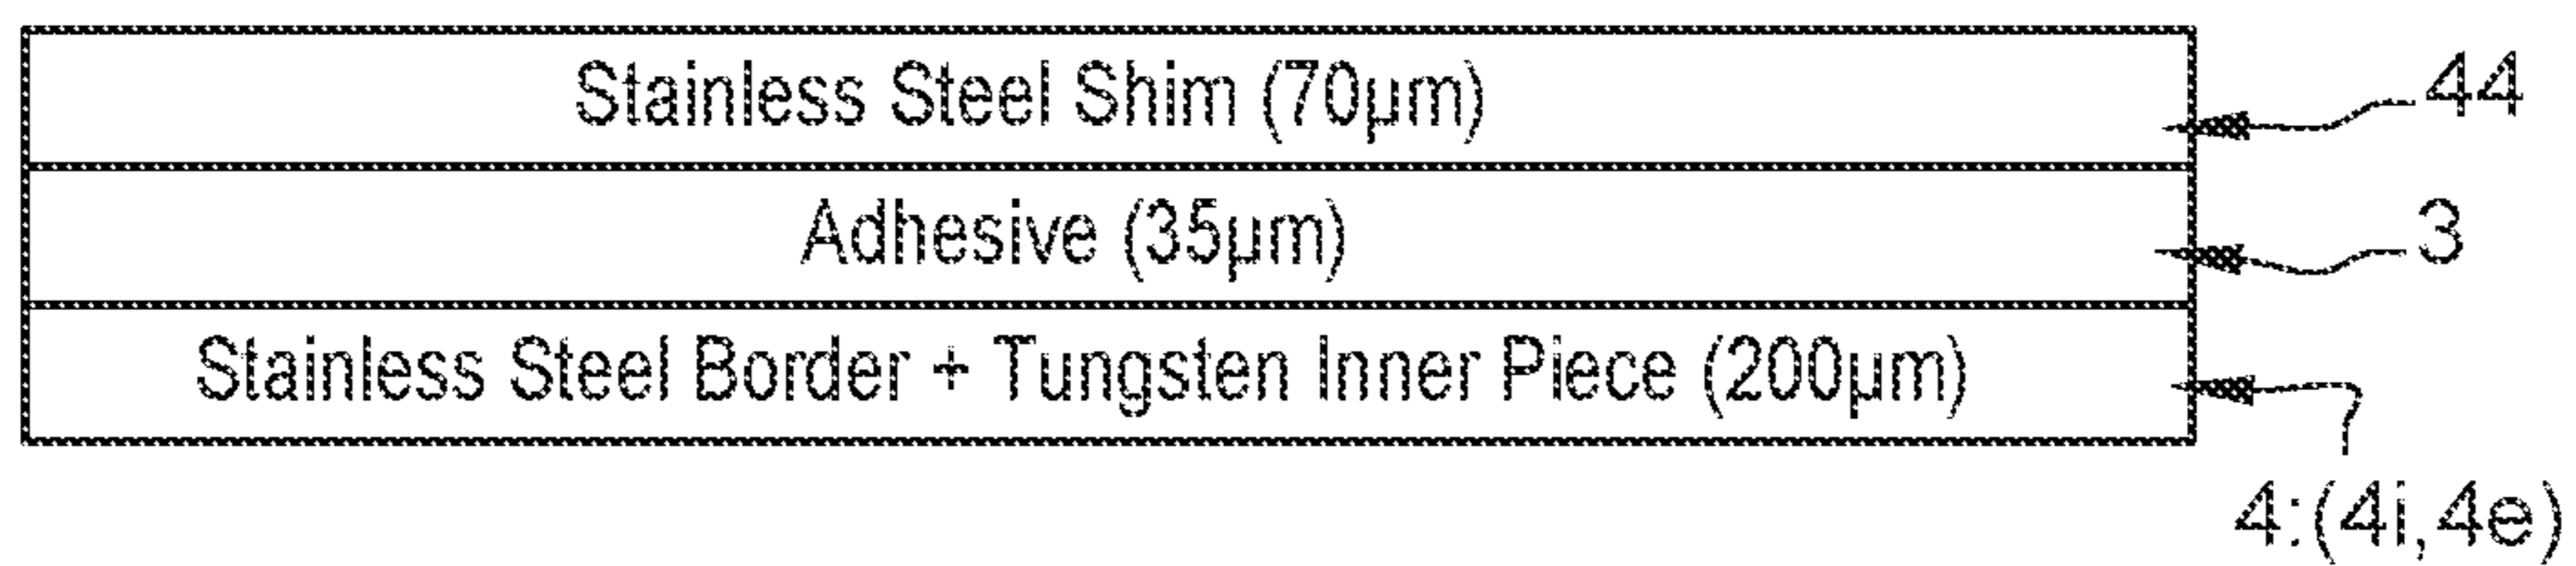 Stainless Steel Shim (70µm)
44
Adhesive (35µm)
3
Stainless Steel Border + Tungsten Inner Piece (200µm)
4:(4i,4e)